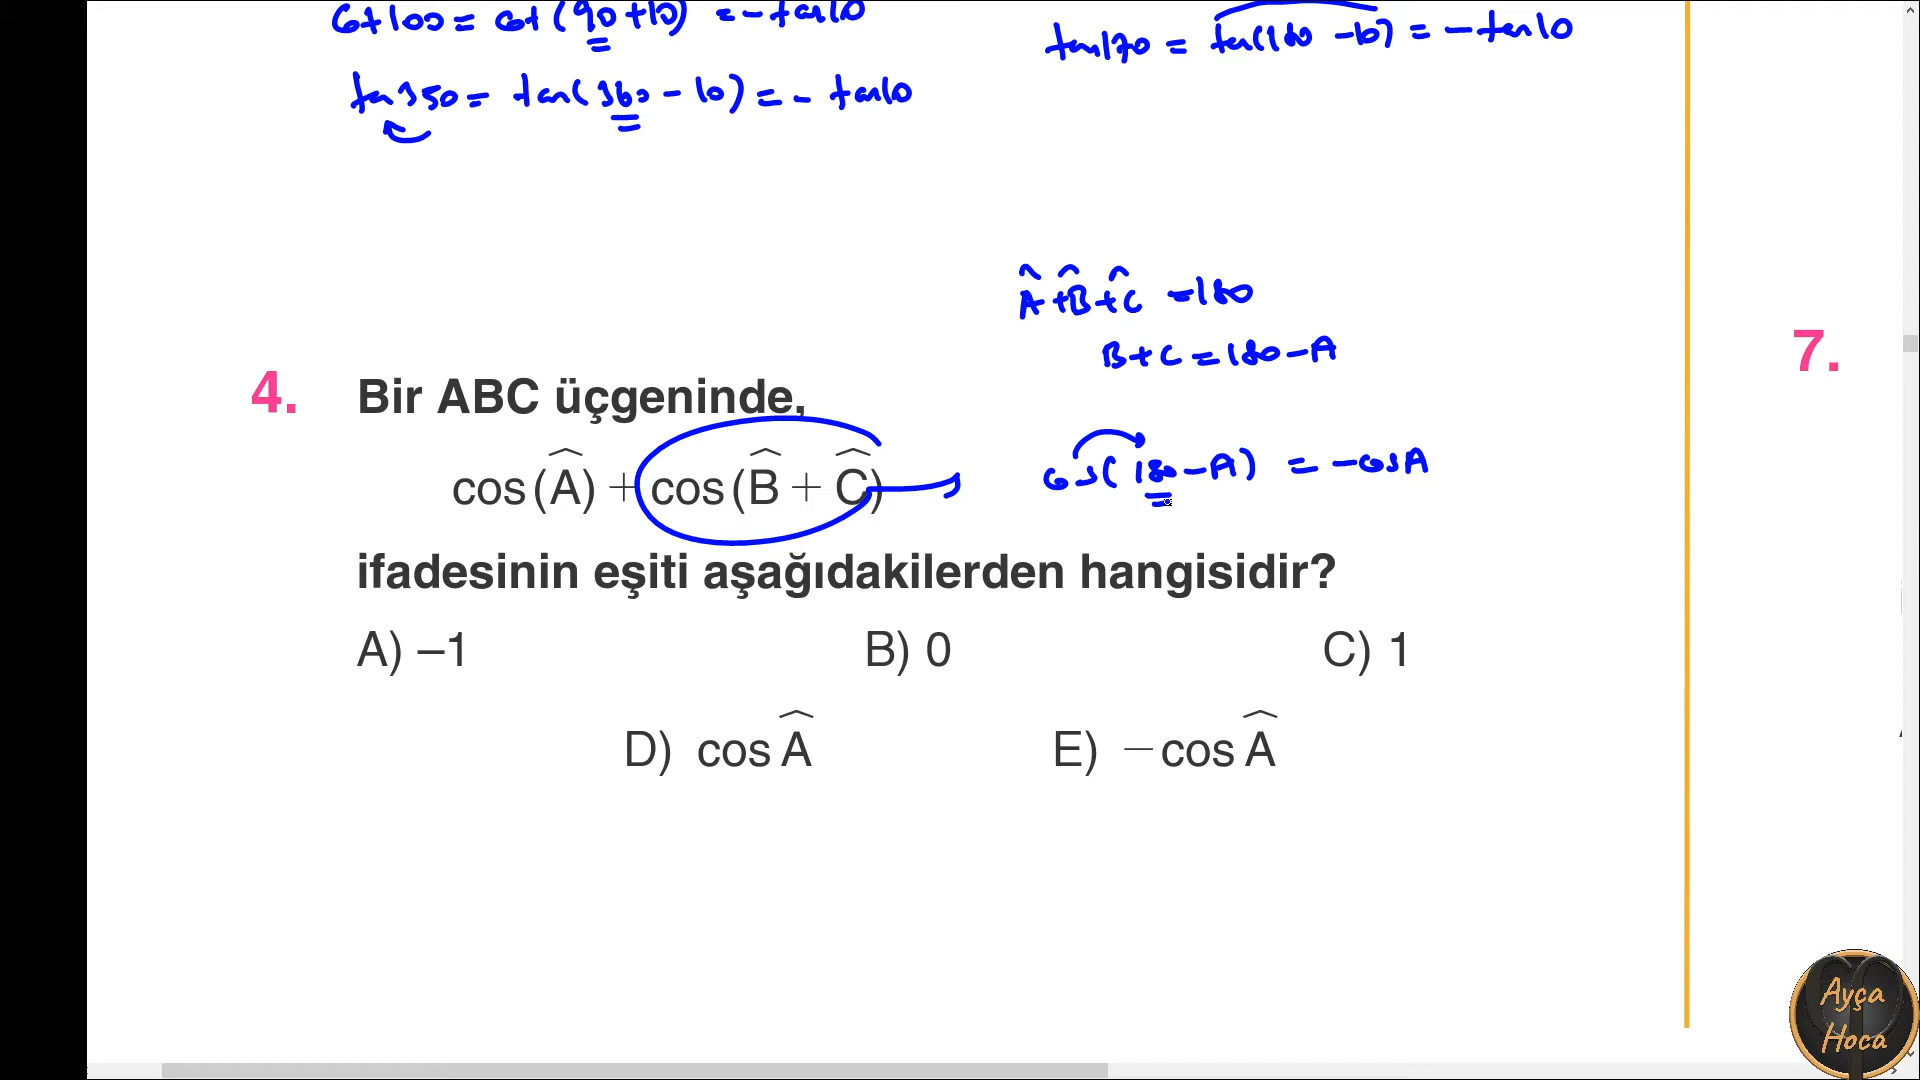 cot100 = cot(90+10) = -tan10
tan170 = tan(180-10) = -tan10
tan350 = tan(360-10) = -tan10
Â+B̂+Ĉ =180
B+C=180-A
7.
4. Bir ABC üçgeninde,
cos(Â) + cos(B̂ + Ĉ)
cos(180-A) = -cosA
ifadesinin eşiti aşağıdakilerden hangisidir?
A) –1 B) 0 C) 1
D) cos Â E) −cos Â
Ayça
Hoca